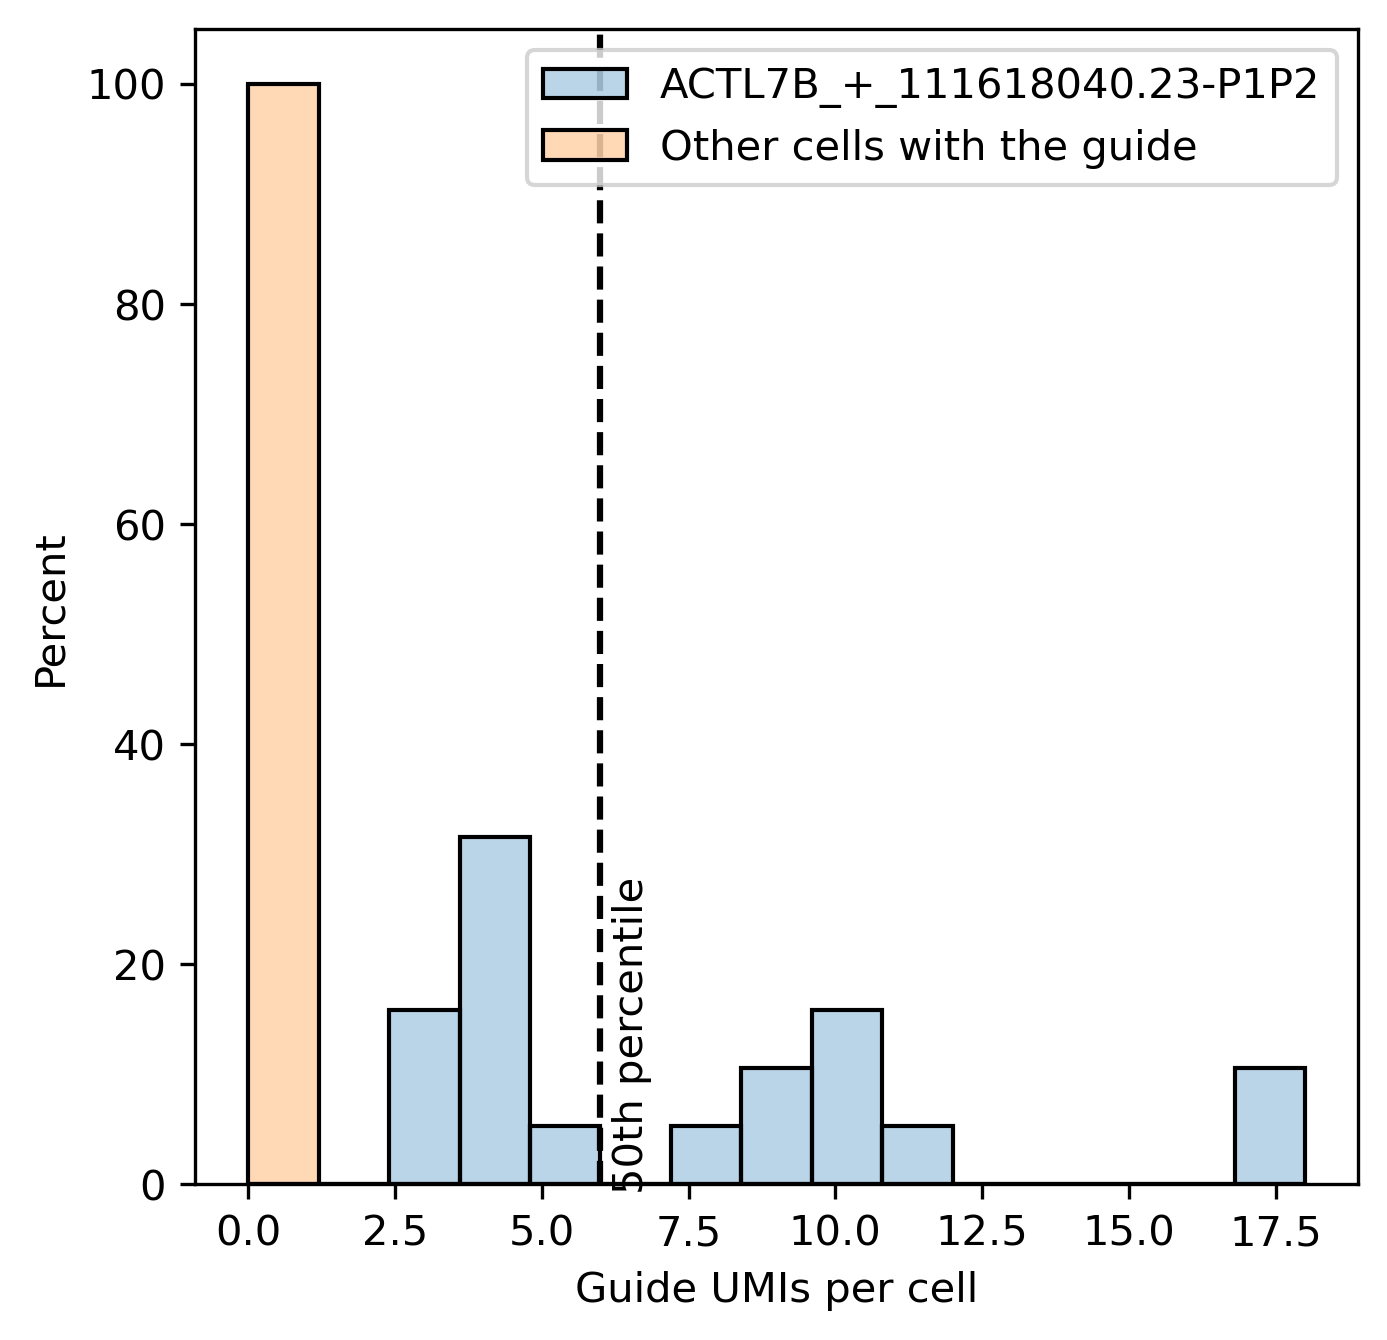 ACTL7B_+_111618040.23-P1P2
Other cells with the guide
100
80
60
40
20
0
Percent
50th percentile
0.0 2.5 5.0 7.5 10.0 12.5 15.0 17.5
Guide UMIs per cell